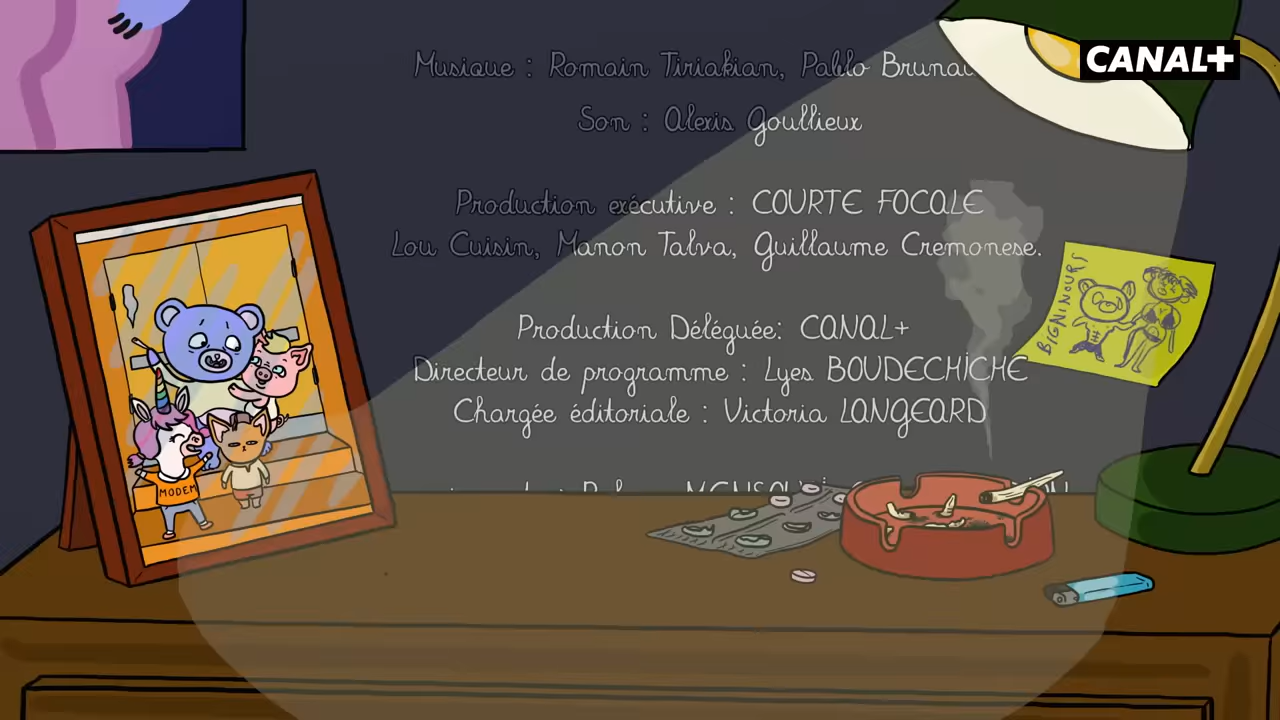 CANAL+
Musique : Romain Tiriakian, Pablo
Son : Alexis Goullieux
Production exécutive : COURTE FOCALE
Lou Cuisin, Manon Talva, Guillaume Cremonese.
BIGNINOURS
Production Déléguée: CANAL+
Directeur de programme : Lyes BOUDECHICHE
Chargée éditoriale : Victoria LANGEARD
MODEM